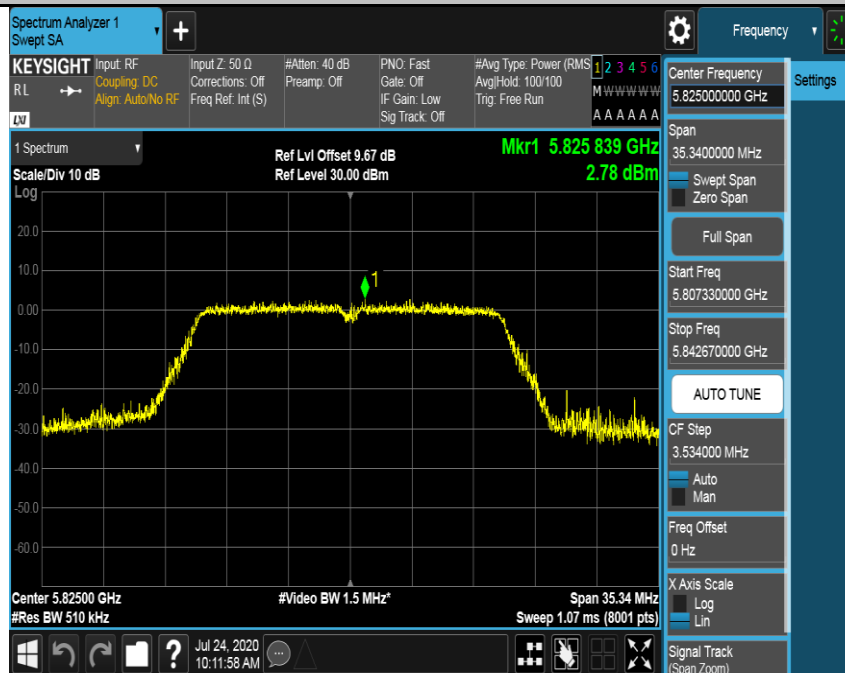 Spectrum Analyzer 1
Swept SA
+
Frequency
KEYSIGHT
RL
LXI
Input: RF
Coupling: DC
Align: Auto/No RF
Input Z: 50 Ω
Corrections: Off
Freq Ref: Int (S)
#Atten: 40 dB
Preamp: Off
PNO: Fast
Gate: Off
IF Gain: Low
Sig Track: Off
#Avg Type: Power (RMS
Avg|Hold: 100/100
Trig: Free Run
1 2 3 4 5 6
M W W W W W
A A A A A A
Center Frequency
5.825000000 GHz
Settings
Span
35.3400000 MHz
Swept Span
Zero Span
Full Span
Start Freq
5.807330000 GHz
Stop Freq
5.842670000 GHz
AUTO TUNE
CF Step
3.534000 MHz
Auto
Man
Freq Offset
0 Hz
X Axis Scale
Log
Lin
Signal Track
(Span Zoom)
1 Spectrum
Scale/Div 10 dB
Log
Ref Lvl Offset 9.67 dB
Ref Level 30.00 dBm
Mkr1 5.825 839 GHz
2.78 dBm
20.0
10.0
1
0.00
-10.0
-20.0
-30.0
-40.0
-50.0
-60.0
Center 5.82500 GHz
#Res BW 510 kHz
#Video BW 1.5 MHz*
Span 35.34 MHz
Sweep 1.07 ms (8001 pts)
?
Jul 24, 2020
10:11:58 AM